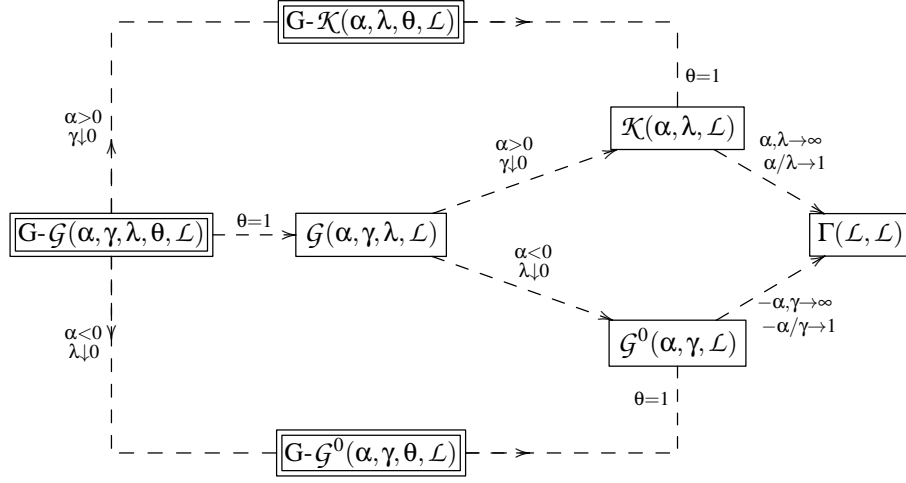 G-𝒦(α, λ, θ, ℒ)
θ=1
α>0
γ↓0
𝒦(α, λ, ℒ)
α>0
γ↓0
α,λ→∞
α/λ→1
G-𝒢(α, γ, λ, θ, ℒ)
θ=1
𝒢(α, γ, λ, ℒ)
Γ(ℒ, ℒ)
α<0
λ↓0
α<0
λ↓0
−α,γ→∞
−α/γ→1
𝒢⁰(α, γ, ℒ)
θ=1
G-𝒢⁰(α, γ, θ, ℒ)